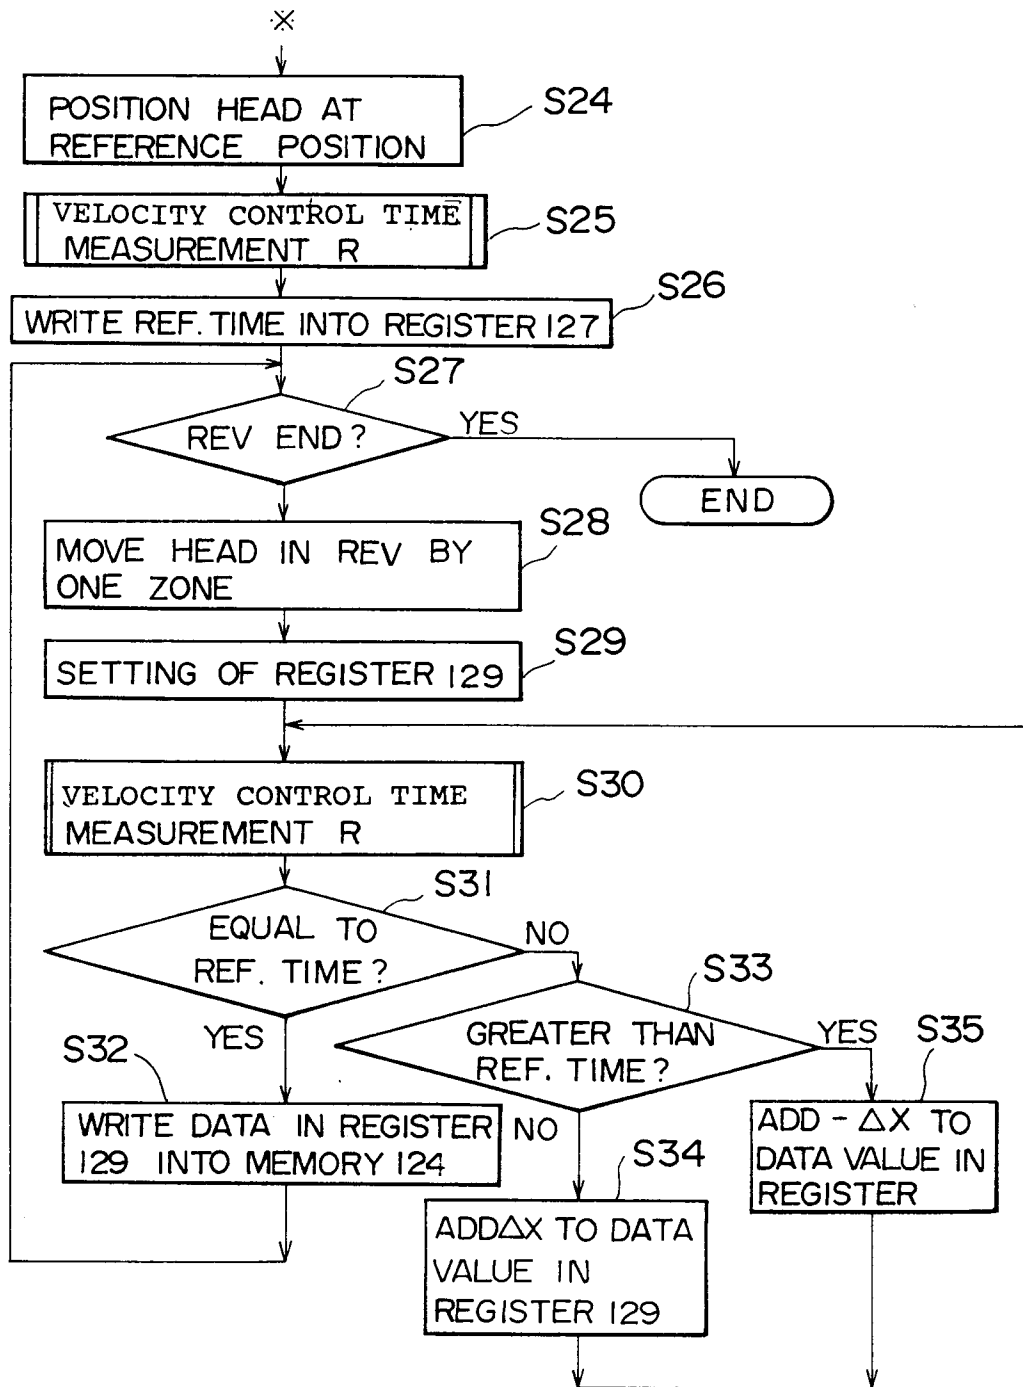 ※
POSITION HEAD AT
REFERENCE POSITION
S24
VELOCITY CONTROL TIME
MEASUREMENT R
S25
S26
WRITE REF. TIME INTO REGISTER 127
S27
REV END?
YES
END
S28
MOVE HEAD IN REV BY
ONE ZONE
S29
SETTING OF REGISTER 129
S30
VELOCITY CONTROL TIME
MEASUREMENT R
S31
EQUAL TO
REF. TIME?
NO
S33
YES
GREATER THAN
REF. TIME?
YES
S35
S32
WRITE DATA IN REGISTER
129 INTO MEMORY 124
NO
ADD - ΔX TO
DATA VALUE IN
REGISTER
S34
ADDΔX TO DATA
VALUE IN
REGISTER 129